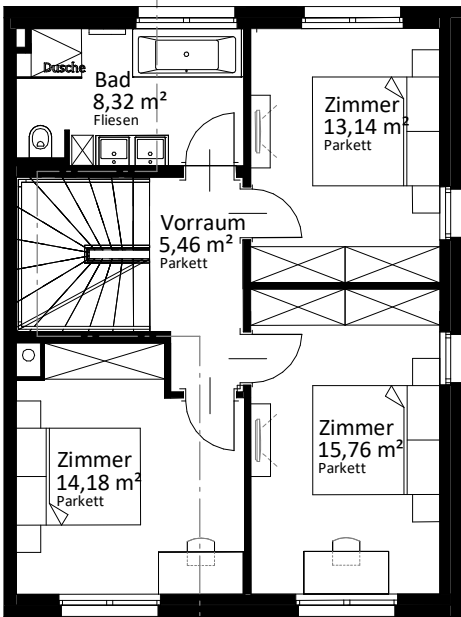 Dusche
Bad
8,32 m²
Fliesen
Zimmer
13,14 m²
Parkett
Vorraum
5,46 m²
Parkett
Zimmer
14,18 m²
Parkett
Zimmer
15,76 m²
Parkett